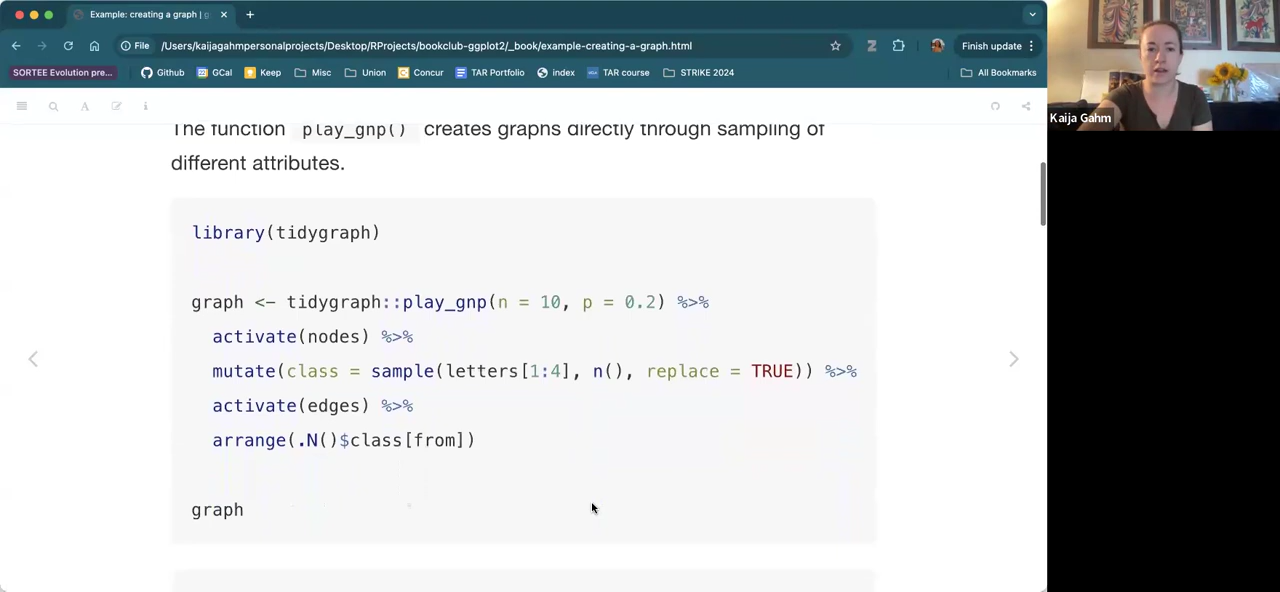 Example: creating a graph | g
File /Users/kaijagahmpersonalprojects/Desktop/RProjects/bookclub-ggplot2/_book/example-creating-a-graph.html Finish update
SORTEE Evolution pre... Github GCal Keep Misc Union Concur TAR Portfolio index TAR course STRIKE 2024 All Bookmarks
The function play_gnp() creates graphs directly through sampling of
different attributes.
library(tidygraph)
graph <- tidygraph::play_gnp(n = 10, p = 0.2) %>%
activate(nodes) %>%
mutate(class = sample(letters[1:4], n(), replace = TRUE)) %>%
activate(edges) %>%
arrange(.N()$class[from])
graph
Kaija Gahm